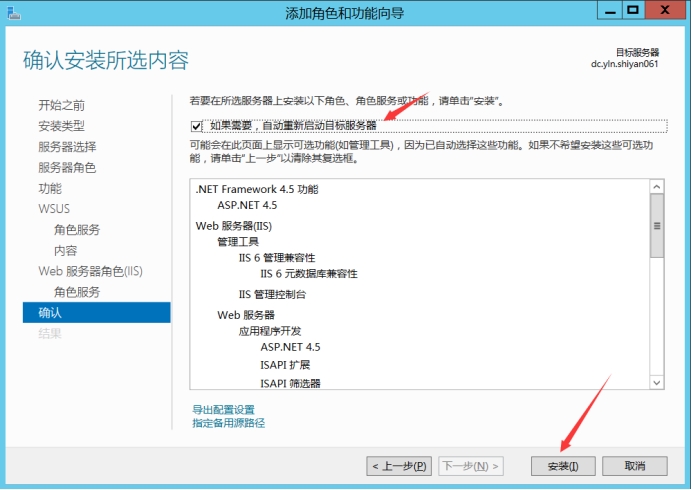 添加角色和功能向导
确认安装所选内容
目标服务器
dc.yln.shiyan061
开始之前
安装类型
服务器选择
服务器角色
功能
WSUS
角色服务
内容
Web 服务器角色(IIS)
角色服务
确认
结果
若要在所选服务器上安装以下角色、角色服务或功能，请单击“安装”。
如果需要，自动重新启动目标服务器
可能会在此页面上显示可选功能(如管理工具)，因为已自动选择这些功能。如果不希望安装这些可选功
能，请单击“上一步”以清除其复选框。
.NET Framework 4.5 功能
ASP.NET 4.5
Web 服务器(IIS)
管理工具
IIS 6 管理兼容性
IIS 6 元数据库兼容性
IIS 管理控制台
Web 服务器
应用程序开发
ASP.NET 4.5
ISAPI 扩展
ISAPI 筛选器
导出配置设置
指定备用源路径
< 上一步(P)
下一步(N) >
安装(I)
取消